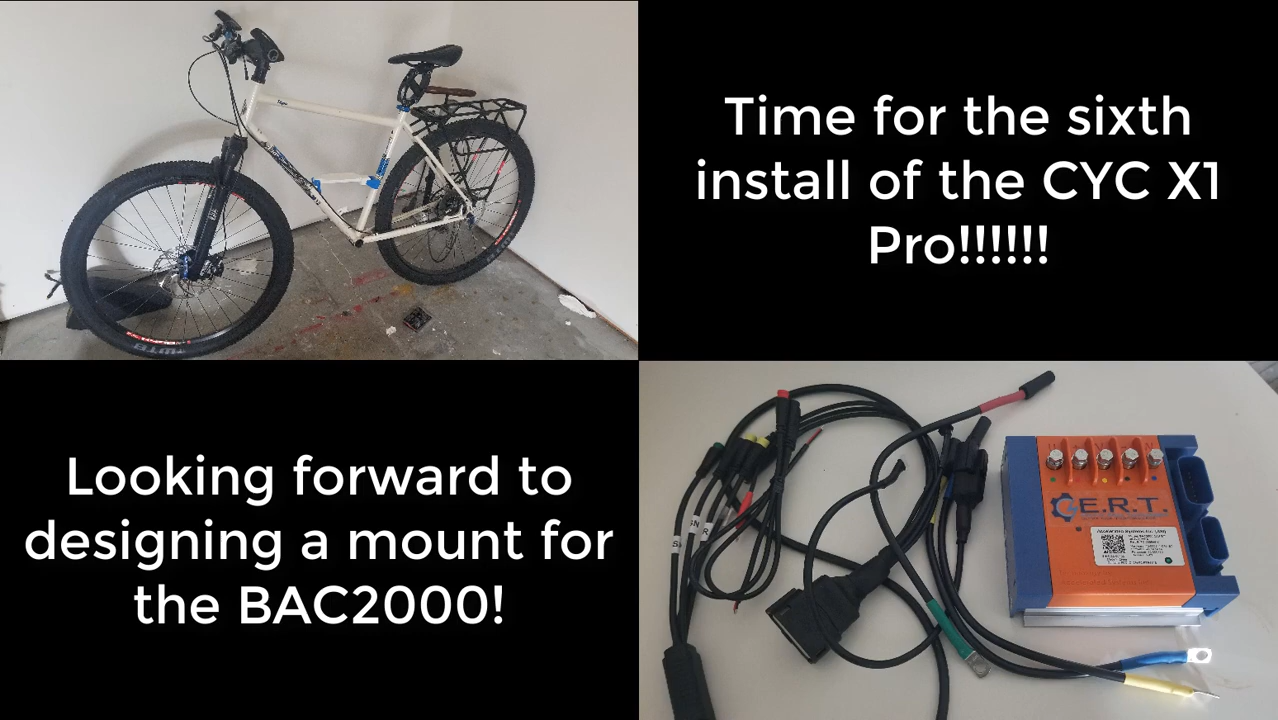 Time for the sixth
install of the CYC X1
Pro!!!!!!
Looking forward to
designing a mount for
the BAC2000!
E.R.T.